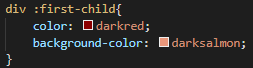 div :first-child{
color: darkred;
background-color: darksalmon;
}